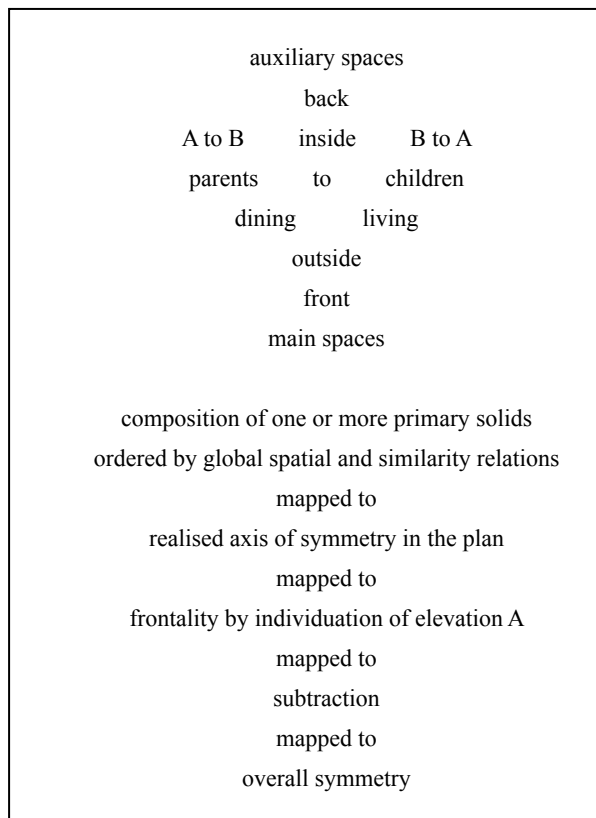 auxiliary spaces
back
A to B inside B to A
parents to children
dining living
outside
front
main spaces
composition of one or more primary solids
ordered by global spatial and similarity relations
mapped to
realised axis of symmetry in the plan
mapped to
frontality by individuation of elevation A
mapped to
subtraction
mapped to
overall symmetry